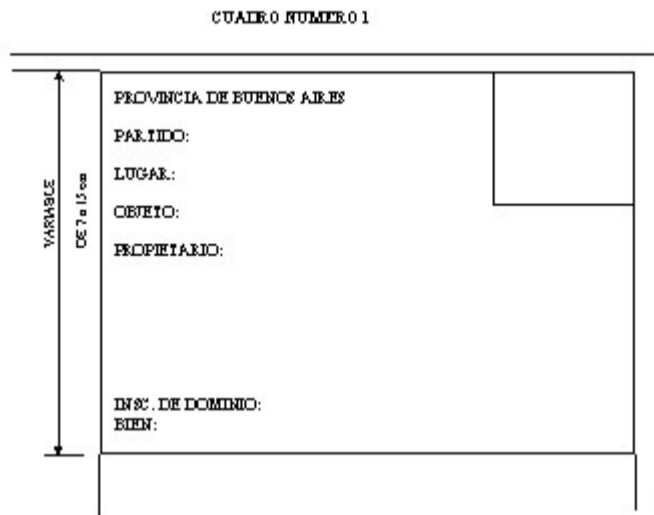 CUADRO NUMERO 1
PROVINCIA DE BUENOS AIRES
PARTIDO:
LUGAR:
OBJETO:
PROPIETARIO:
INSC. DE DOMINIO:
BIEN:
VARIABLE
DE 7 a 15 cm